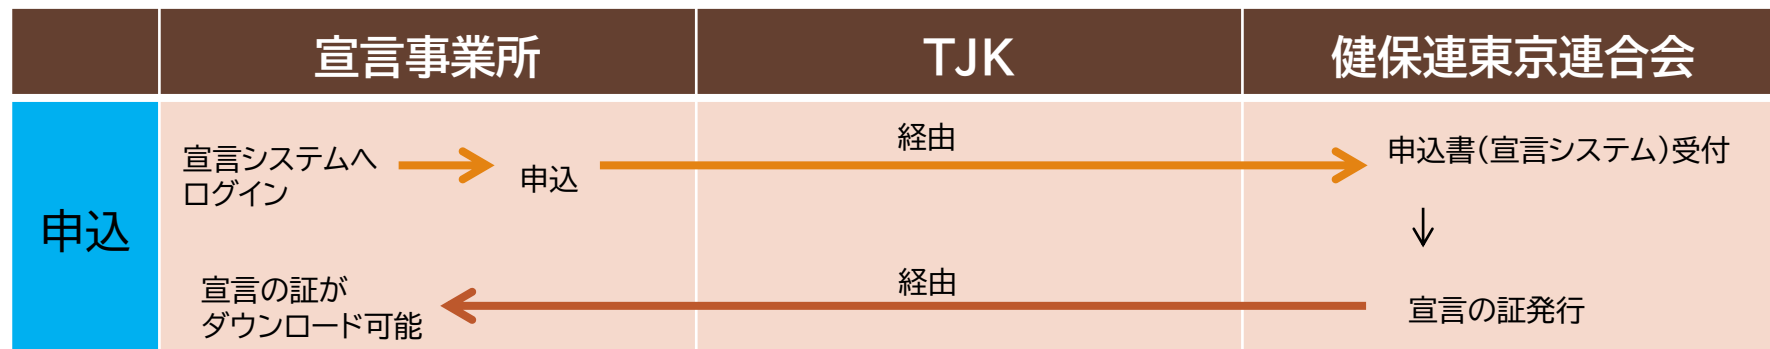 宣言事業所
TJK
健保連東京連合会
申込
宣言システムへ
ログイン
申込
経由
申込書(宣言システム)受付
↓
宣言の証発行
経由
宣言の証が
ダウンロード可能